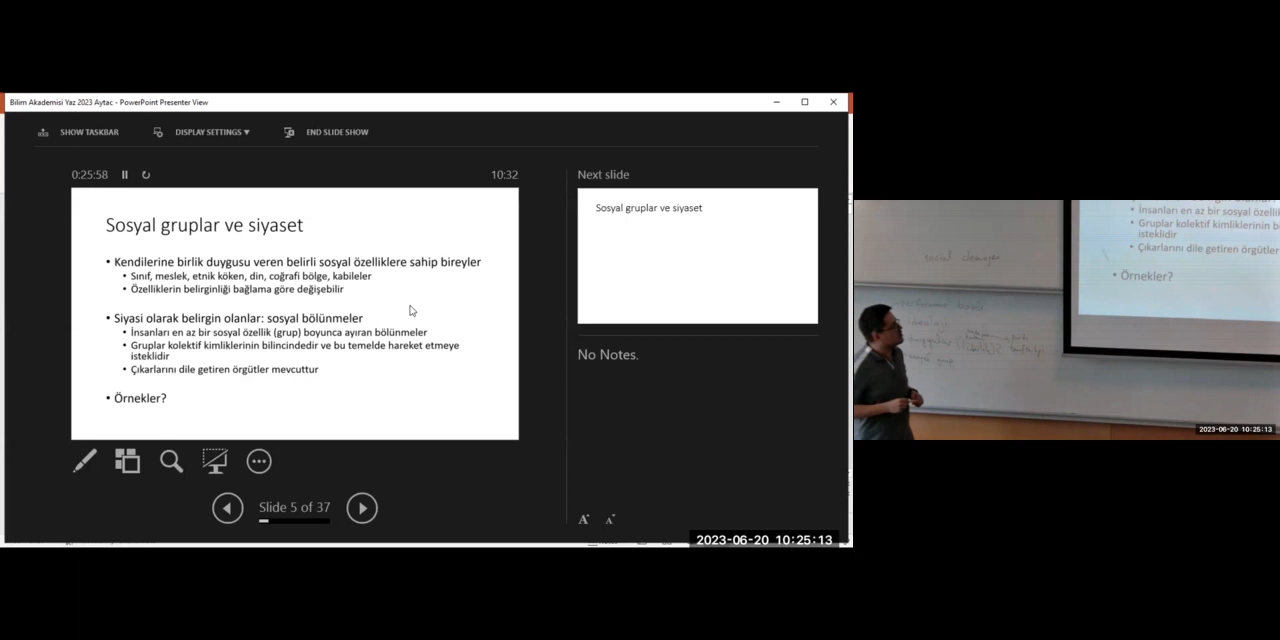 Bilim Akademisi Yaz 2023 Aytac - PowerPoint Presenter View
SHOW TASKBAR
DISPLAY SETTINGS ▼
END SLIDE SHOW
0:25:58
10:32
Sosyal gruplar ve siyaset
• Kendilerine birlik duygusu veren belirli sosyal özelliklere sahip bireyler
• Sınıf, meslek, etnik köken, din, coğrafi bölge, kabileler
• Özelliklerin belirginliği bağlama göre değişebilir
• Siyasi olarak belirgin olanlar: sosyal bölünmeler
• İnsanları en az bir sosyal özellik (grup) boyunca ayıran bölünmeler
• Gruplar kolektif kimliklerinin bilincindedir ve bu temelde hareket etmeye
isteklidir
• Çıkarlarını dile getiren örgütler mevcuttur
• Örnekler?
Slide 5 of 37
Next slide
Sosyal gruplar ve siyaset
No Notes.
A
A
2023-06-20 10:25:13
• İnsanları en az bir sosyal özellik
• Gruplar kolektif kimliklerinin b
isteklidir
• Çıkarlarını dile getiren örgütle
• Örnekler?
social cleavages
2023-06-20 10:25:13